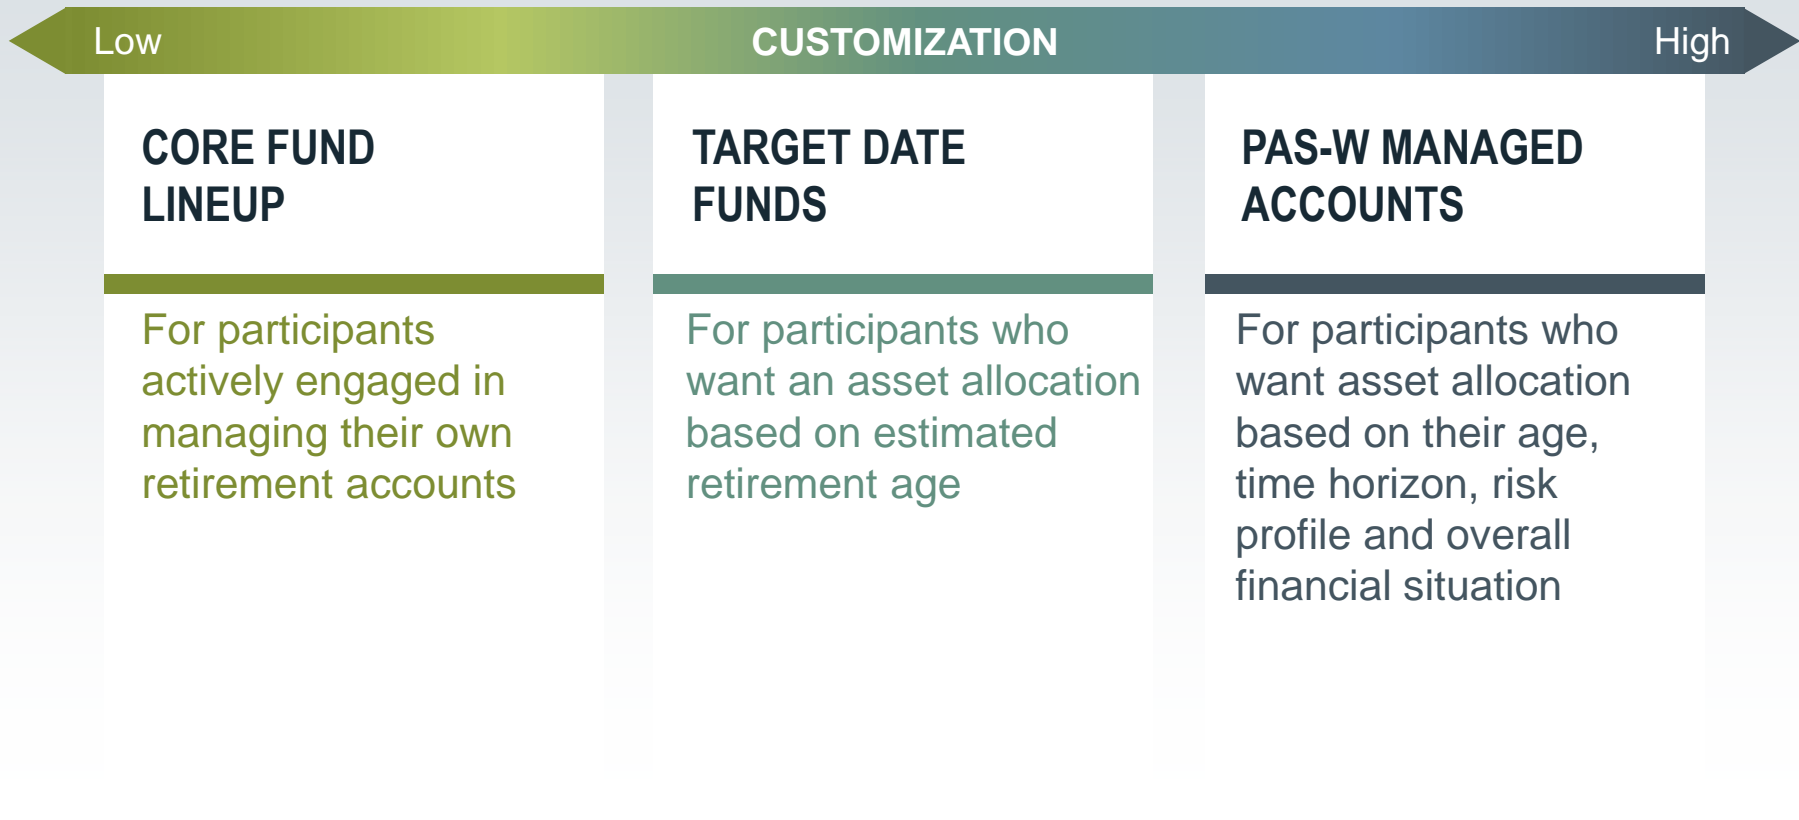 Low
CUSTOMIZATION
High
CORE FUND
LINEUP
For participants
actively engaged in
managing their own
retirement accounts
TARGET DATE
FUNDS
For participants who
want an asset allocation
based on estimated
retirement age
PAS-W MANAGED
ACCOUNTS
For participants who
want asset allocation
based on their age,
time horizon, risk
profile and overall
financial situation